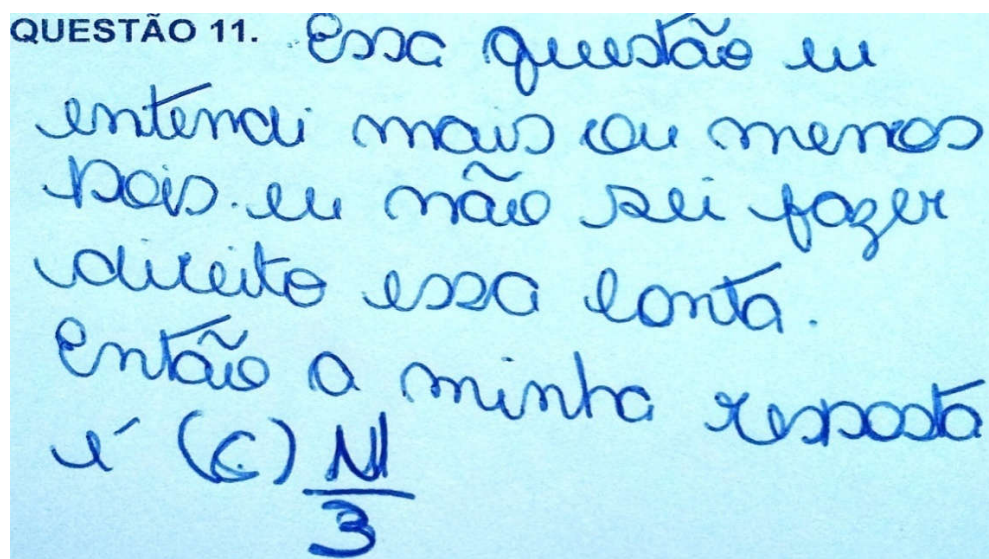 QUESTÃO 11. Essa questão eu
entendi mais ou menos
pois. eu não sei fazer
direito essa conta.
Então a minha resposta
é (C) N
3